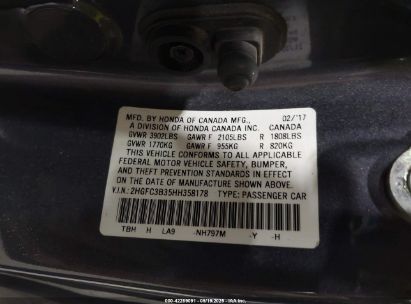 MFD. BY HONDA OF CANADA MFG., 02/'17
A DIVISION OF HONDA CANADA INC. CANADA
GVWR 3902LBS GAWR F 2105LBS R 1808LBS
GVWR 1770KG GAWR F 955KG R 820KG
THIS VEHICLE CONFORMS TO ALL APPLICABLE
FEDERAL MOTOR VEHICLE SAFETY, BUMPER,
AND THEFT PREVENTION STANDARDS IN EFFECT
ON THE DATE OF MANUFACTURE SHOWN ABOVE.
V.I.N.: 2HGFC3B35HH358178 TYPE: PASSENGER CAR
TBH H LA9 -NH797M -Y -H